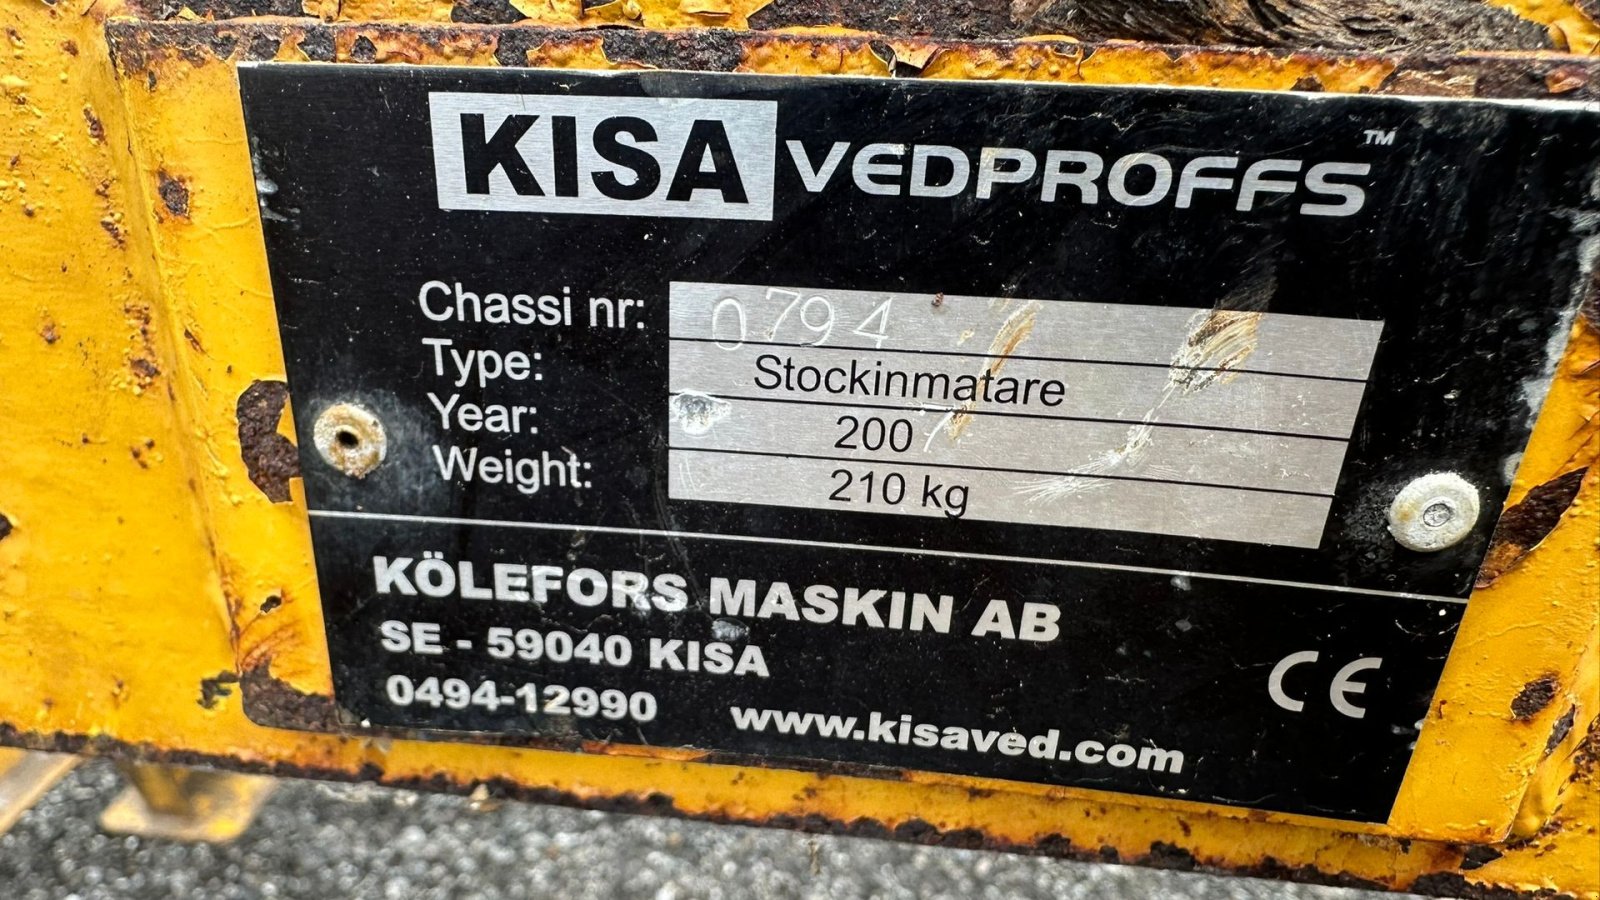 KISA VEDPROFFS™
Chassi nr: 0794
Type: Stockinmatare
Year: 200
Weight: 210 kg
KÖLEFORS MASKIN AB
SE - 59040 KISA
0494-12990
www.kisaved.com
CE